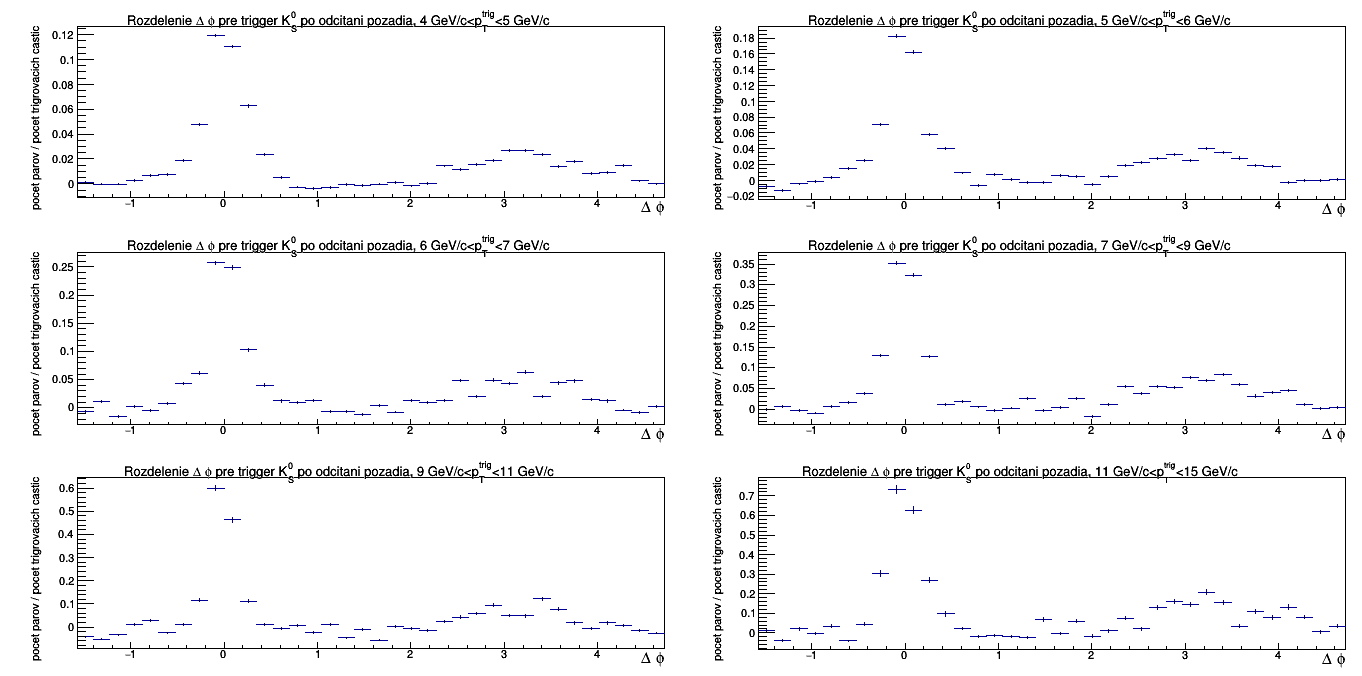 Rozdelenie Δ ϕ pre trigger K⁰_S po odcitani pozadia, 4 GeV/c<p_T^trig<5 GeV/c
pocet parov / pocet trigrovacich castic
0.12
0.1
0.08
0.06
0.04
0.02
0
−1 0 1 2 3 4
Δ ϕ
Rozdelenie Δ ϕ pre trigger K⁰_S po odcitani pozadia, 5 GeV/c<p_T^trig<6 GeV/c
pocet parov / pocet trigrovacich castic
0.18
0.16
0.14
0.12
0.1
0.08
0.06
0.04
0.02
0
−0.02
−1 0 1 2 3 4
Δ ϕ
Rozdelenie Δ ϕ pre trigger K⁰_S po odcitani pozadia, 6 GeV/c<p_T^trig<7 GeV/c
pocet parov / pocet trigrovacich castic
0.25
0.2
0.15
0.1
0.05
0
−1 0 1 2 3 4
Δ ϕ
Rozdelenie Δ ϕ pre trigger K⁰_S po odcitani pozadia, 7 GeV/c<p_T^trig<9 GeV/c
pocet parov / pocet trigrovacich castic
0.35
0.3
0.25
0.2
0.15
0.1
0.05
0
−1 0 1 2 3 4
Δ ϕ
Rozdelenie Δ ϕ pre trigger K⁰_S po odcitani pozadia, 9 GeV/c<p_T^trig<11 GeV/c
pocet parov / pocet trigrovacich castic
0.6
0.5
0.4
0.3
0.2
0.1
0
−1 0 1 2 3 4
Δ ϕ
Rozdelenie Δ ϕ pre trigger K⁰_S po odcitani pozadia, 11 GeV/c<p_T^trig<15 GeV/c
pocet parov / pocet trigrovacich castic
0.7
0.6
0.5
0.4
0.3
0.2
0.1
0
−1 0 1 2 3 4
Δ ϕ